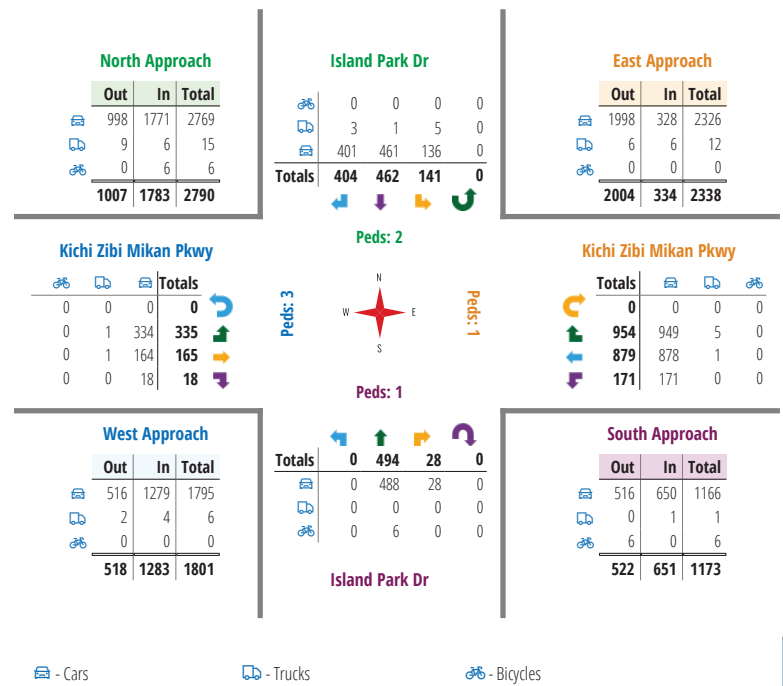 North Approach
Out In Total
998 1771 2769
9 6 15
0 6 6
1007 1783 2790
Island Park Dr
0 0 0 0
3 1 5 0
401 461 136 0
Totals 404 462 141 0
East Approach
Out In Total
1998 328 2326
6 6 12
0 0 0
2004 334 2338
Kichi Zibi Mikan Pkwy
Totals
0 0 0 0
0 1 334 335
0 1 164 165
0 0 18 18
Peds: 2
Peds: 3
N
W E
S
Peds: 1
Peds: 1
Kichi Zibi Mikan Pkwy
Totals
0 0 0 0
954 949 5 0
879 878 1 0
171 171 0 0
West Approach
Out In Total
516 1279 1795
2 4 6
0 0 0
518 1283 1801
Totals 0 494 28 0
0 488 28 0
0 0 0 0
0 6 0 0
Island Park Dr
South Approach
Out In Total
516 650 1166
0 1 1
6 0 6
522 651 1173
- Cars - Trucks - Bicycles